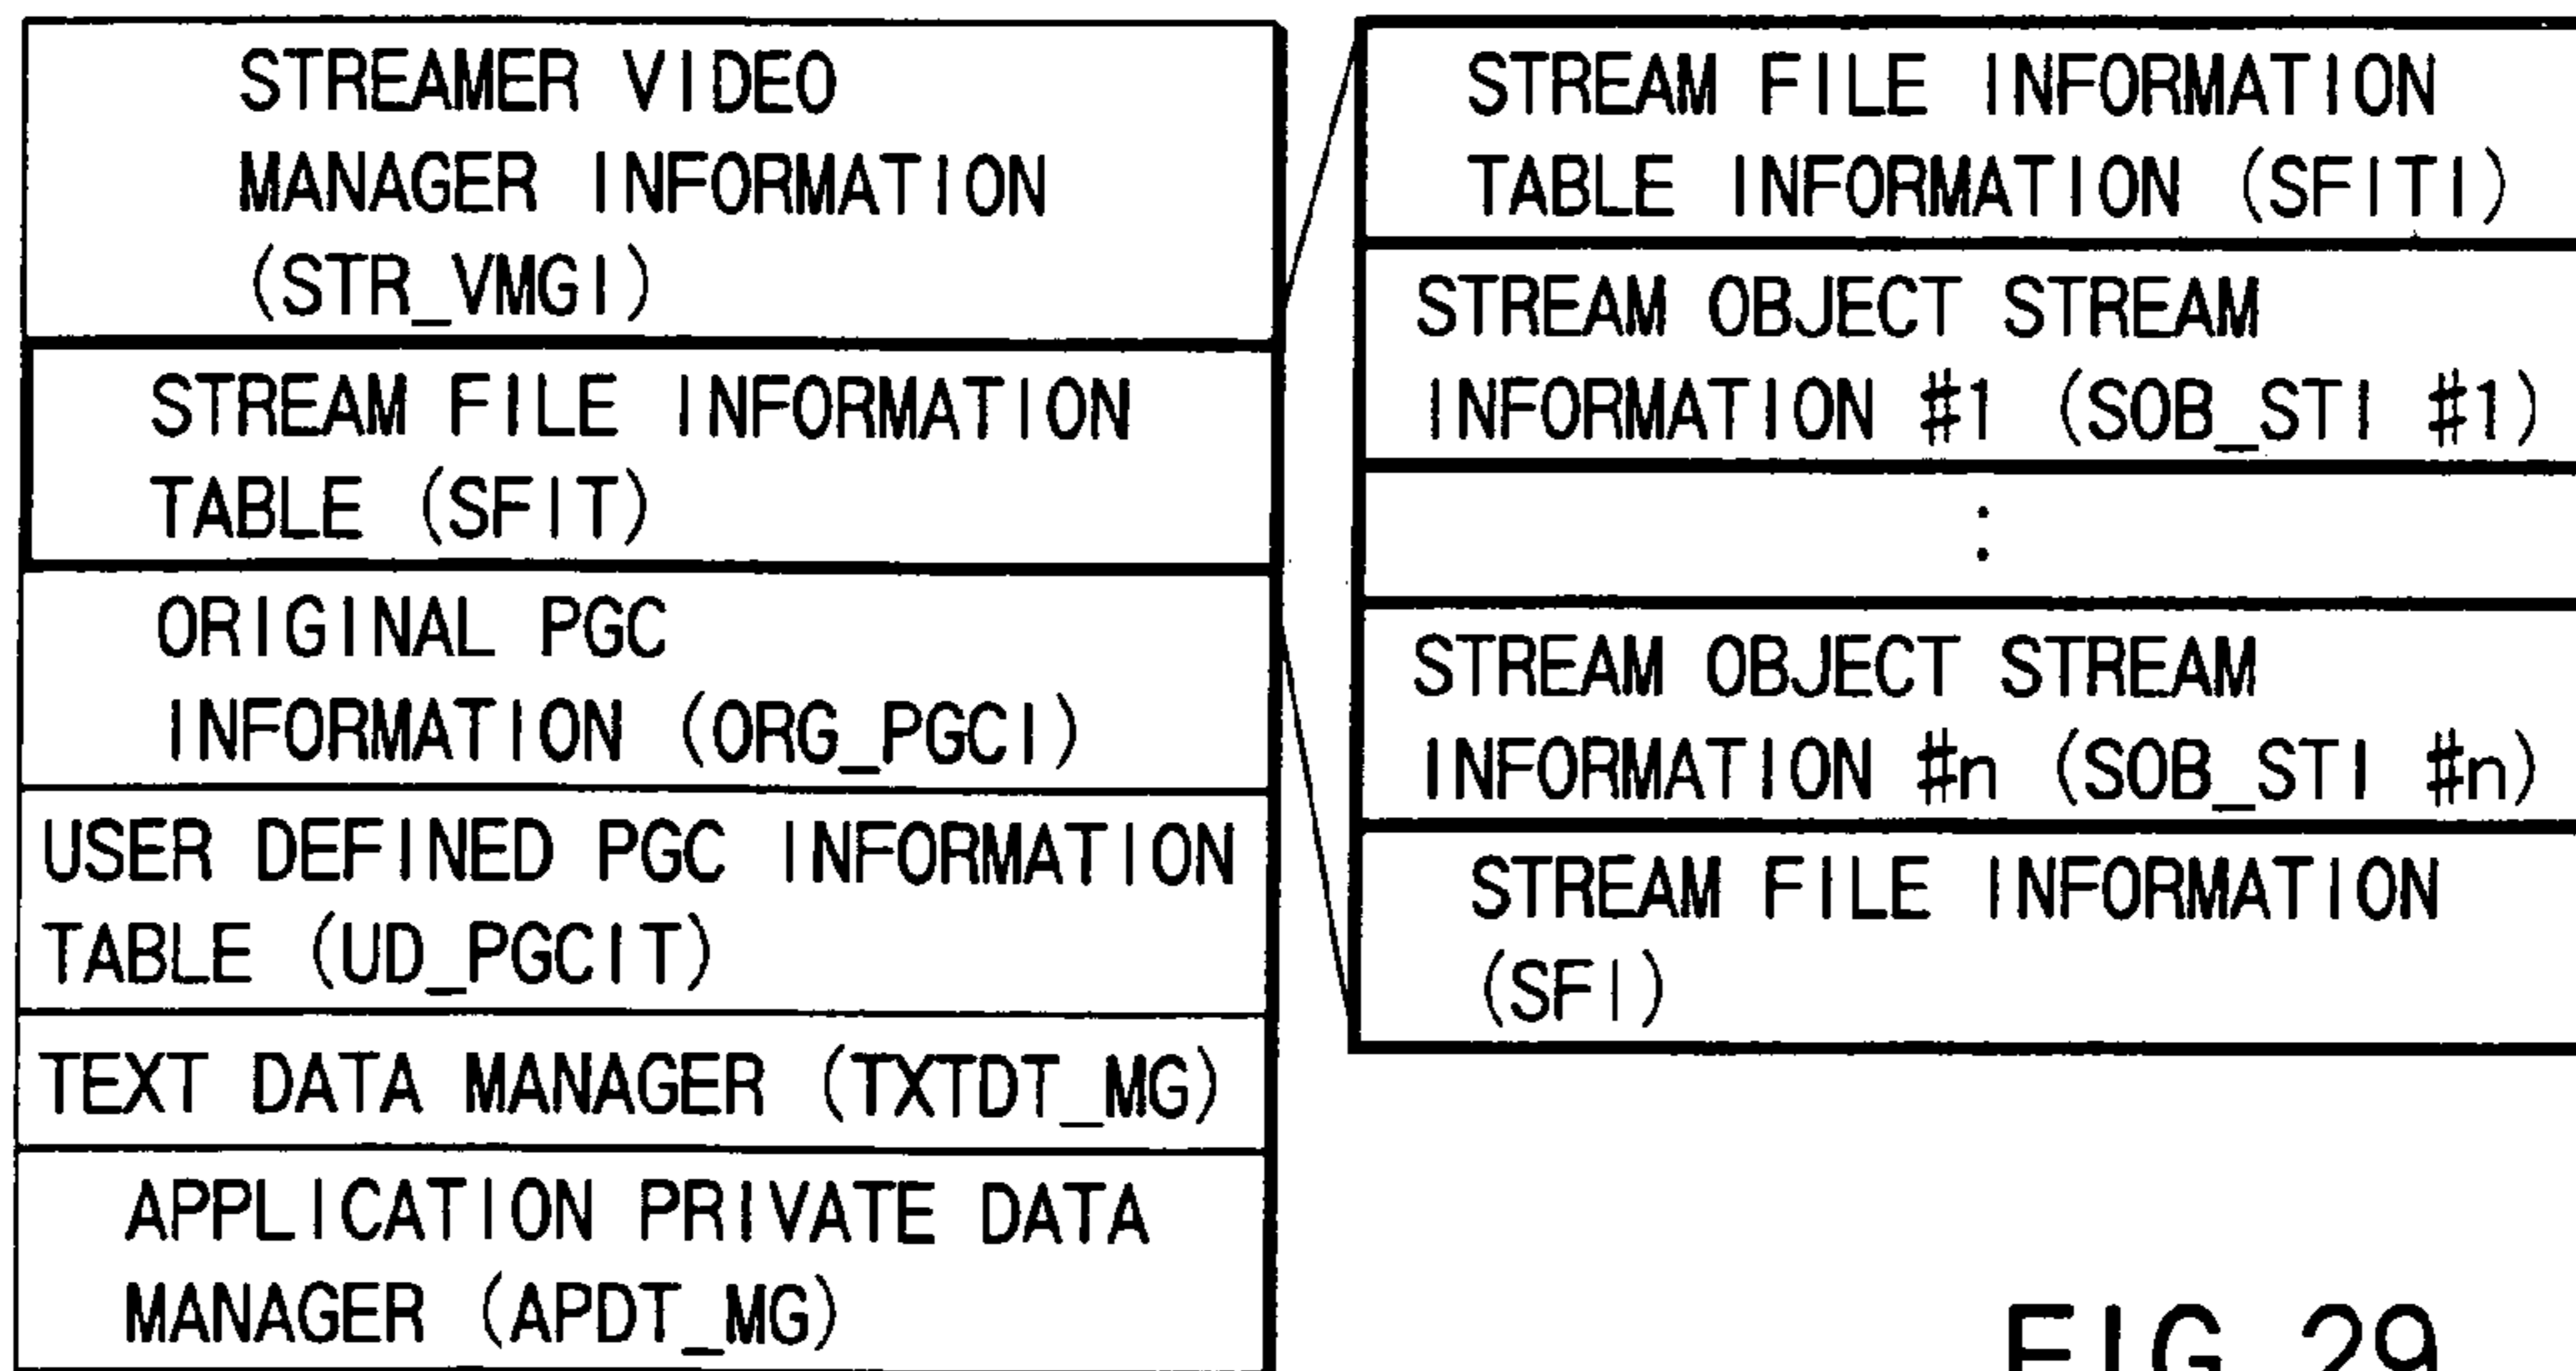 STREAMER VIDEO
MANAGER INFORMATION
(STR_VMGI)
STREAM FILE INFORMATION
TABLE (SFIT)
ORIGINAL PGC
INFORMATION (ORG_PGCI)
USER DEFINED PGC INFORMATION
TABLE (UD_PGCIT)
TEXT DATA MANAGER (TXTDT_MG)
APPLICATION PRIVATE DATA
MANAGER (APDT_MG)
STREAM FILE INFORMATION
TABLE INFORMATION (SFITI)
STREAM OBJECT STREAM
INFORMATION #1 (SOB_STI #1)
:
STREAM OBJECT STREAM
INFORMATION #n (SOB_STI #n)
STREAM FILE INFORMATION
(SFI)
FIG. 29